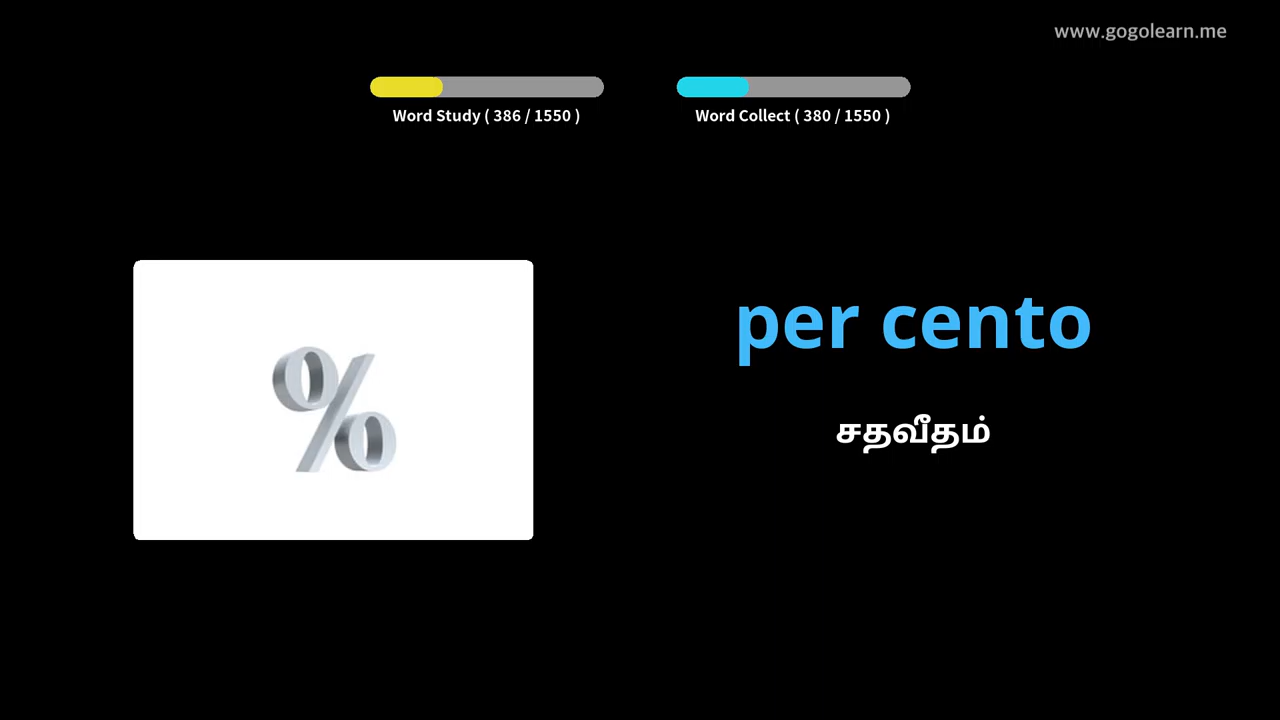 www.gogolearn.me
Word Study ( 386 / 1550 )
Word Collect ( 380 / 1550 )
%
per cento
சதவீதம்